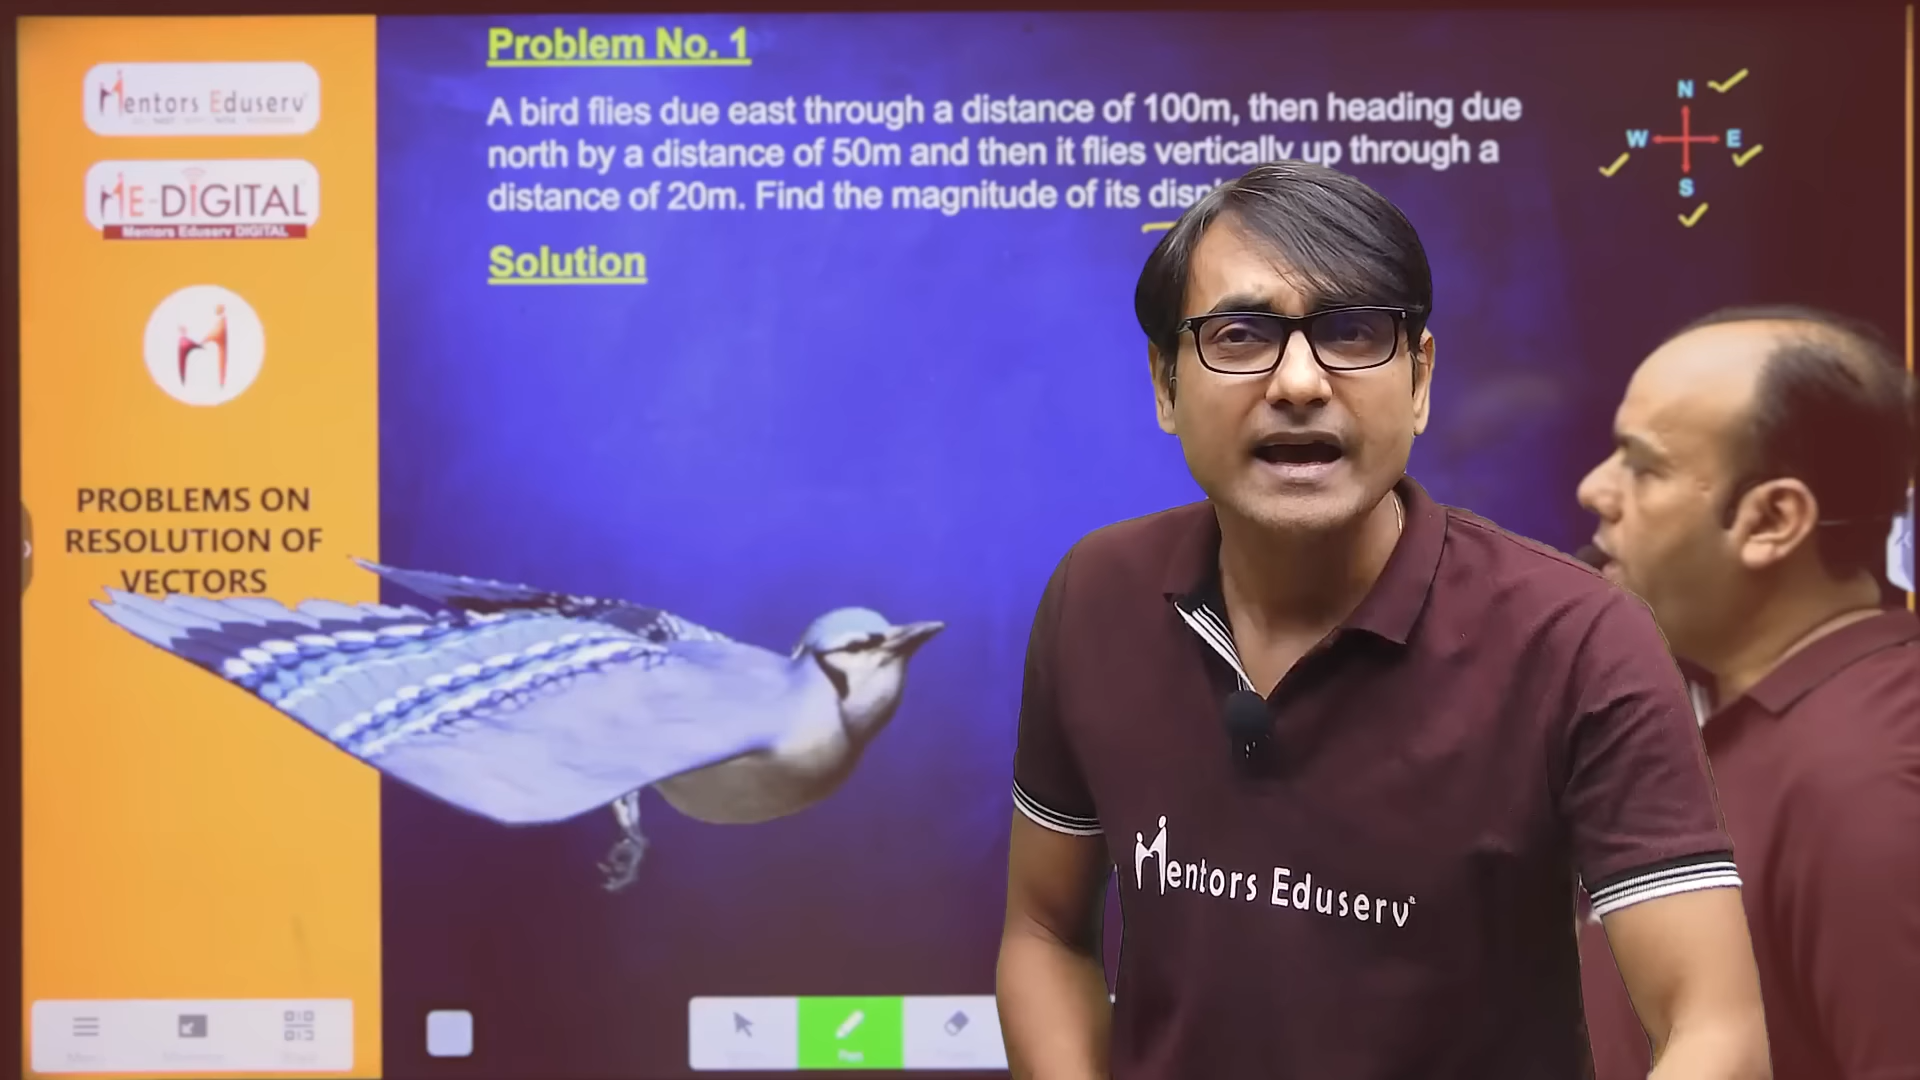 Problem No. 1
A bird flies due east through a distance of 100m, then heading due
north by a distance of 50m and then it flies vertically up through a
distance of 20m. Find the magnitude of its
Solution
N
W E
S
Mentors Eduserv
ME-DIGITAL
Mentors Eduserv DIGITAL
PROBLEMS ON
RESOLUTION OF
VECTORS
Mentors Eduserv
Pen